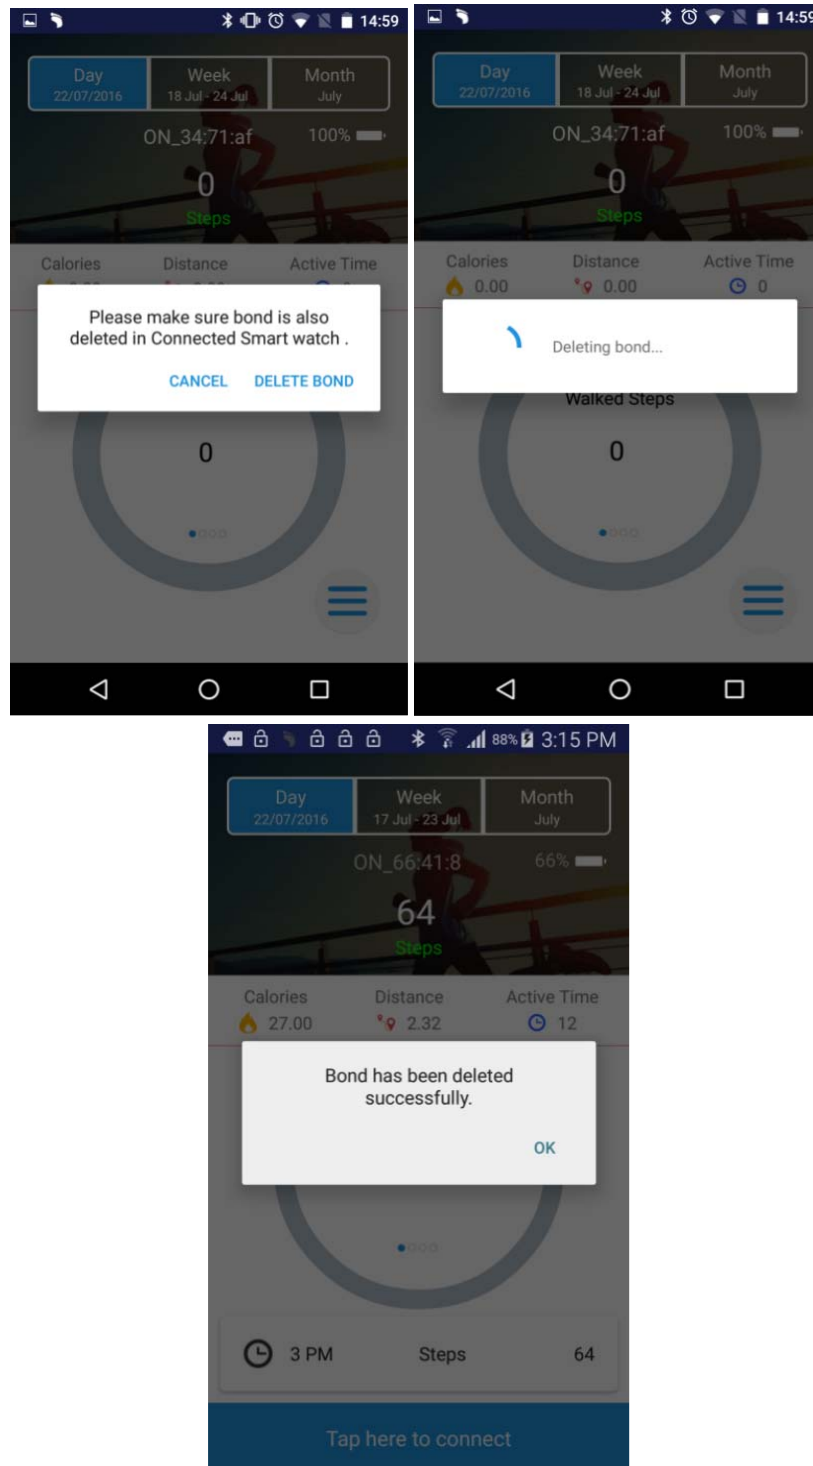 14:59
Day Week Month
22/07/2016 18 Jul - 24 Jul July
ON_34:71:af 100%
0
Steps
Calories Distance Active Time
Please make sure bond is also
deleted in Connected Smart watch .
CANCEL DELETE BOND
0
14:59
Day Week Month
22/07/2016 18 Jul - 24 Jul July
ON_34:71:af 100%
0
Steps
Calories Distance Active Time
0.00 0.00 0
Deleting bond...
Walked Steps
0
88% 3:15 PM
Day Week Month
22/07/2016 17 Jul - 23 Jul July
ON_66:41:8 66%
64
Steps
Calories Distance Active Time
27.00 2.32 12
Bond has been deleted
successfully.
OK
3 PM Steps 64
Tap here to connect